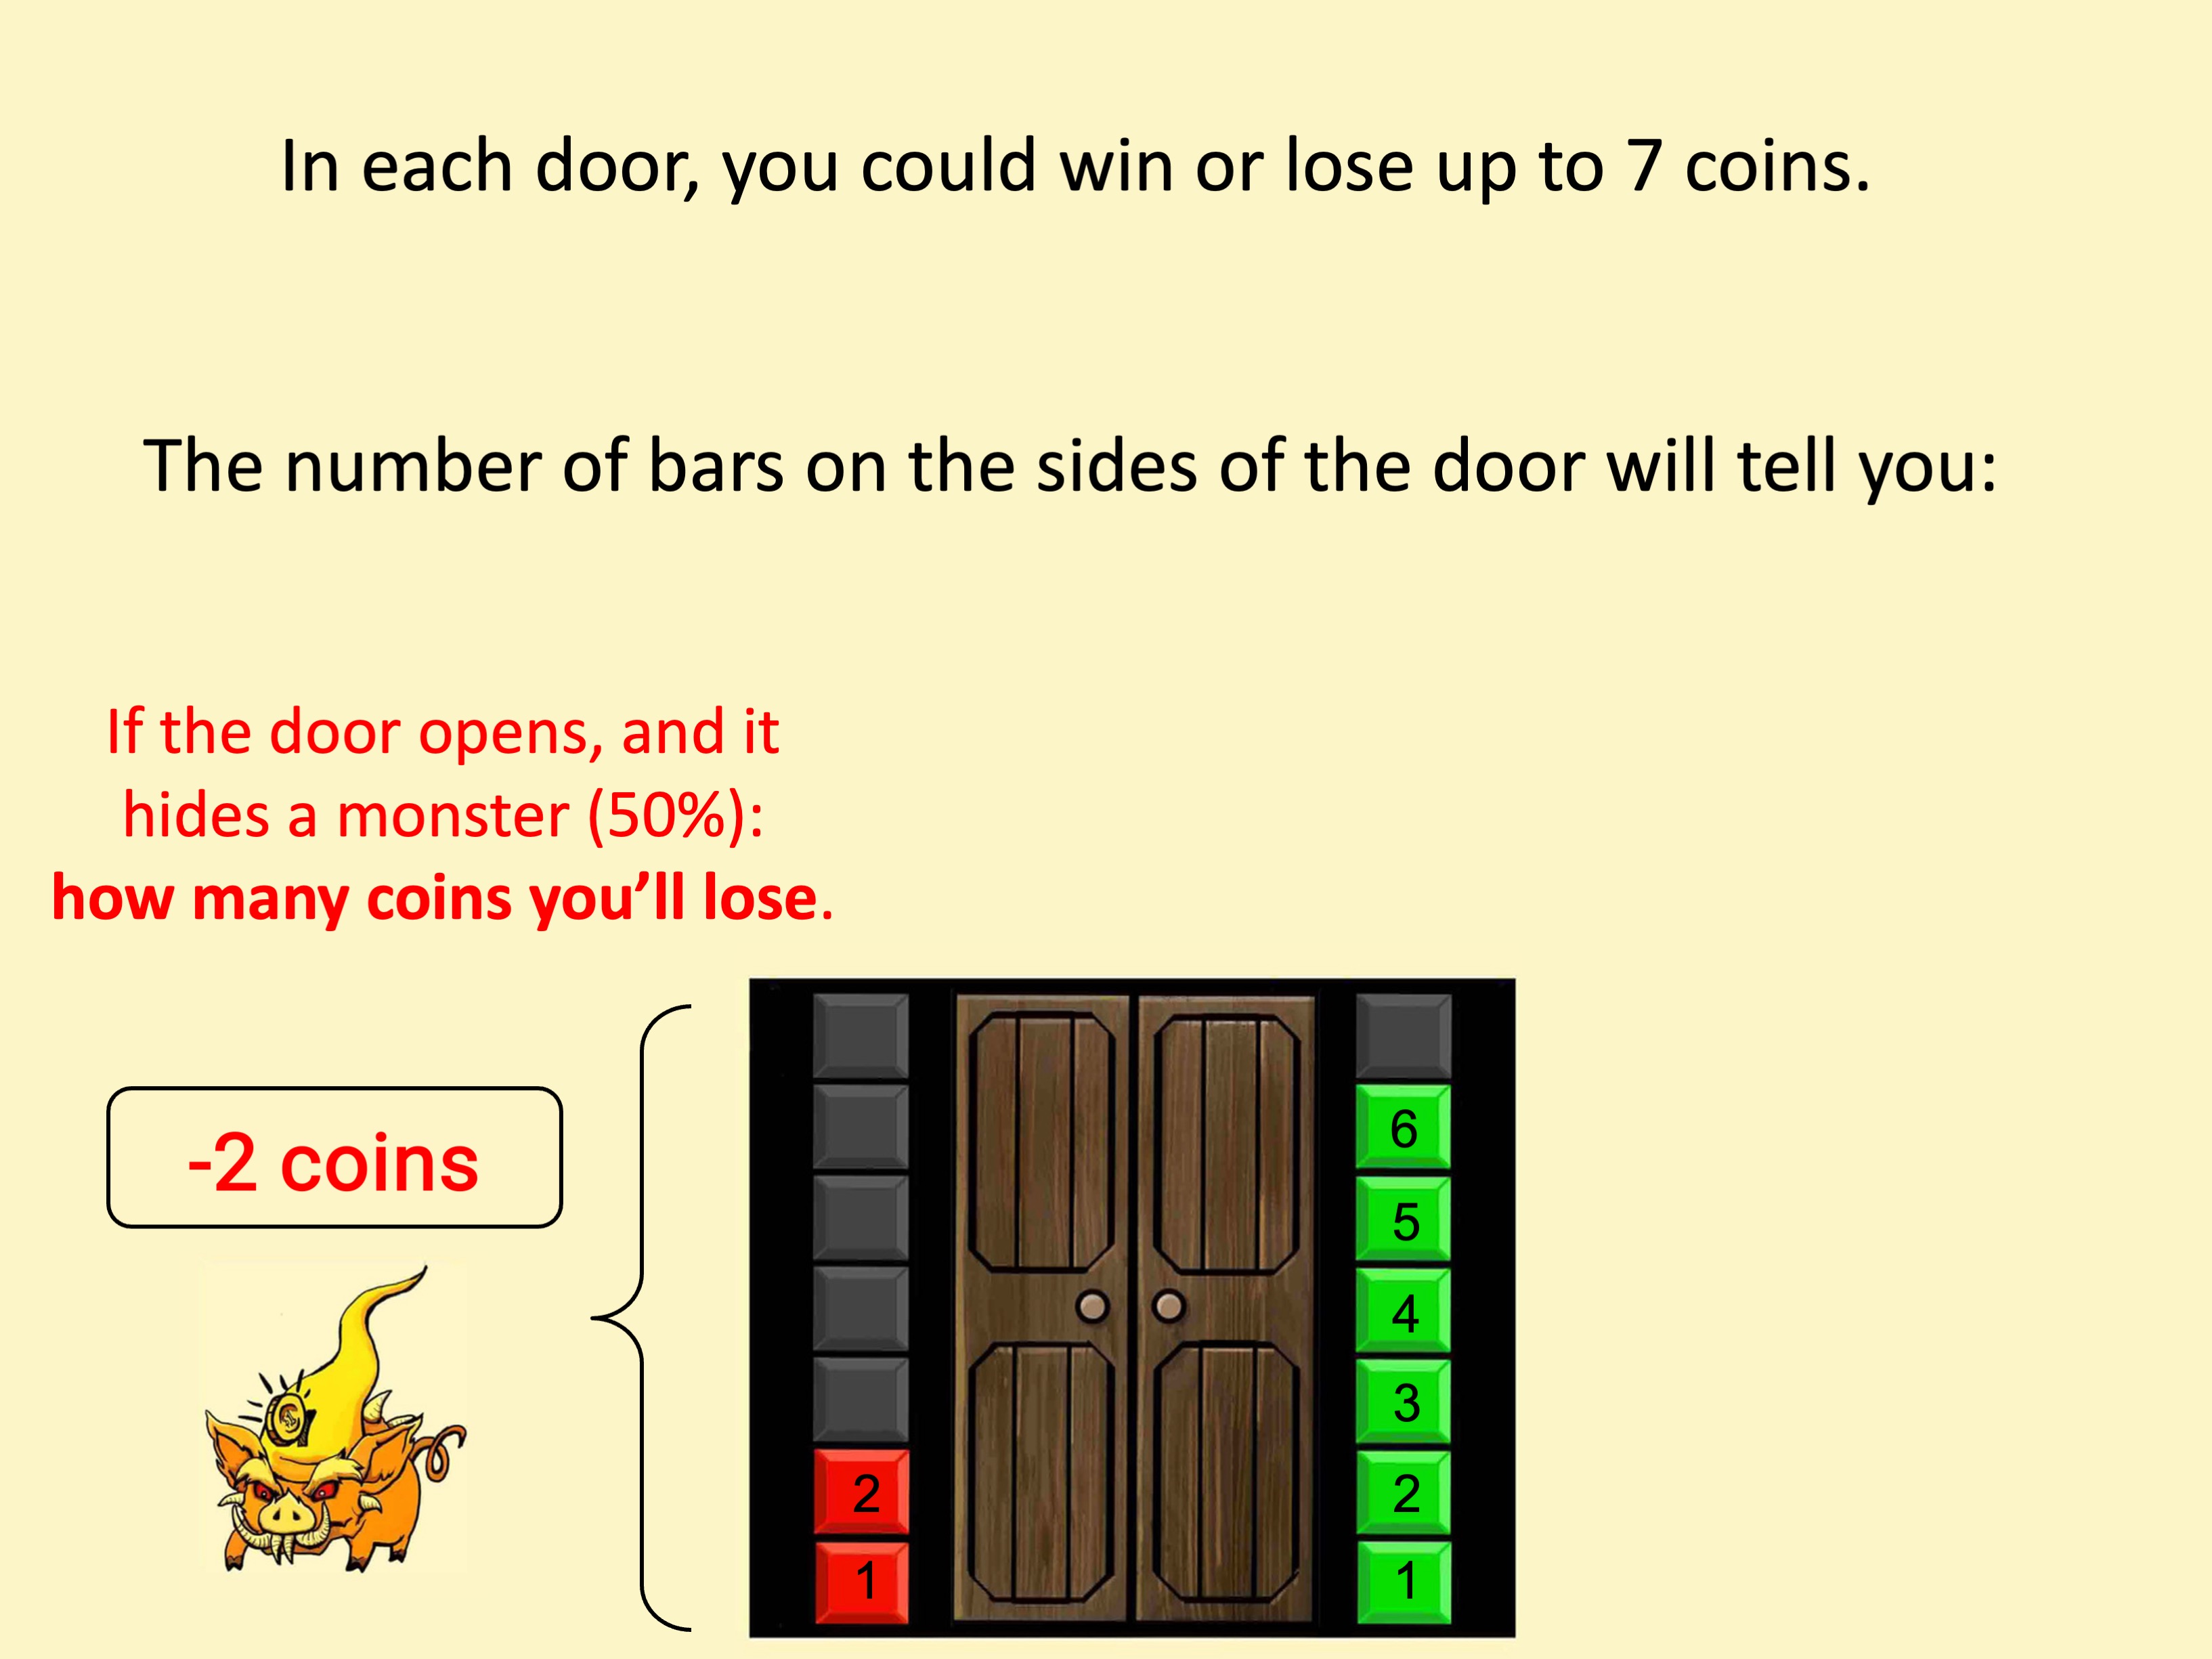 In each door, you could win or lose up to 7 coins.
The number of bars on the sides of the door will tell you:
If the door opens, and it
hides a monster (50%):
how many coins you’ll lose.
-2 coins
6
5
4
3
2
1
2
1